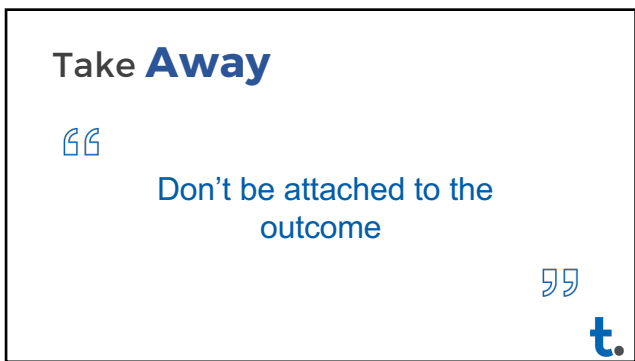 Take Away
“
Don’t be attached to the
outcome
”
t.